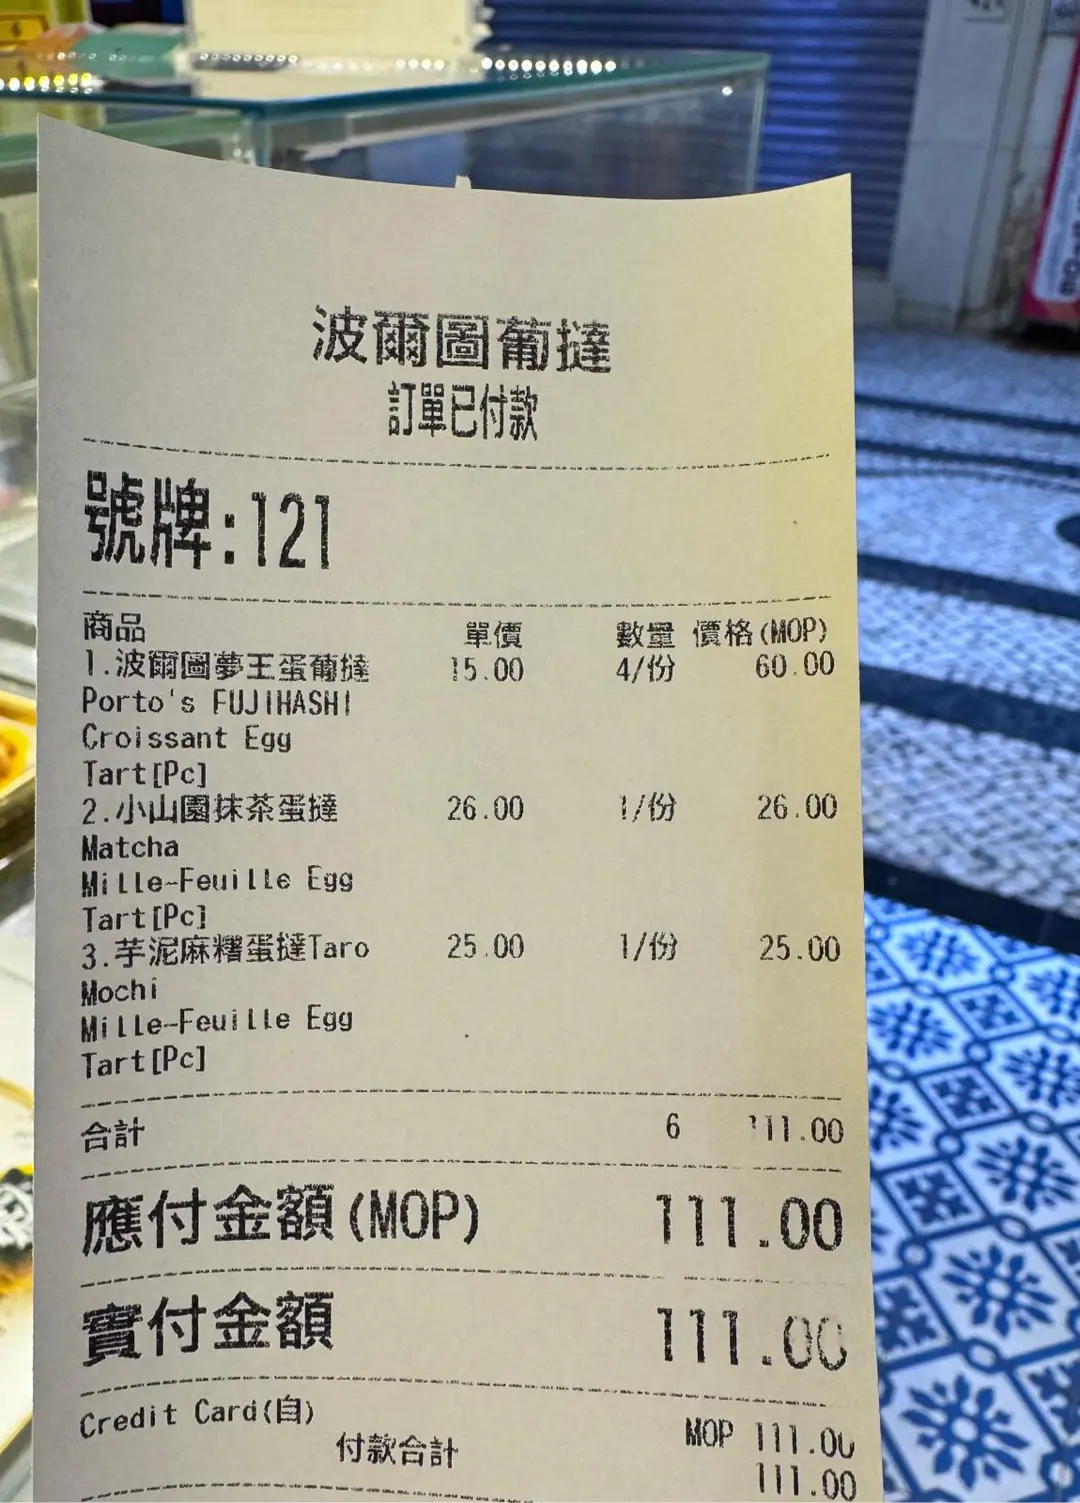 波爾圖葡撻
訂單已付款
號牌:121
商品 單價 數量 價格(MOP)
1.波爾圖夢王蛋葡撻 15.00 4/份 60.00
Porto's FUJIHASHI
Croissant Egg
Tart[Pc]
2.小山園抹茶蛋撻 26.00 1/份 26.00
Matcha
Mille-Feuille Egg
Tart[Pc]
3.芋泥麻糬蛋撻Taro 25.00 1/份 25.00
Mochi
Mille-Feuille Egg
Tart[Pc]
合計 6 111.00
應付金額(MOP) 111.00
實付金額 111.00
Credit Card(自) MOP 111.00
付款合計 111.00